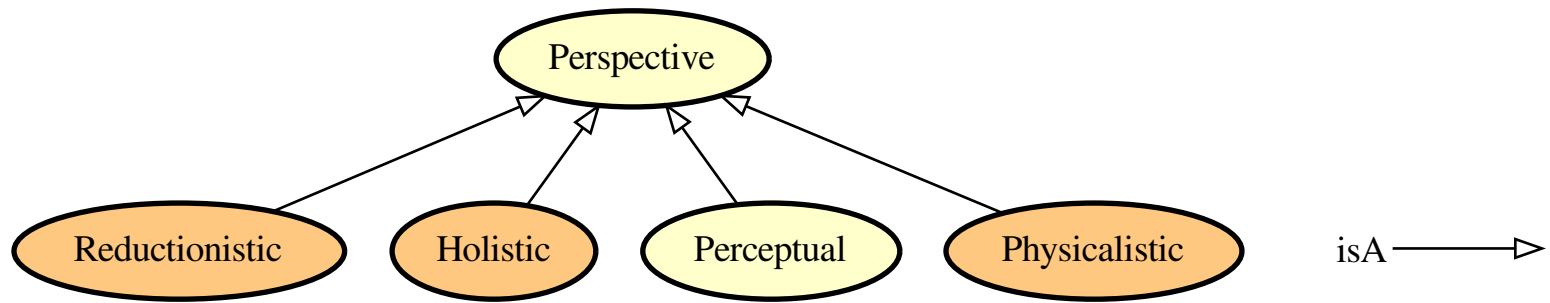 Perspective
Reductionistic
Holistic
Perceptual
Physicalistic
isA